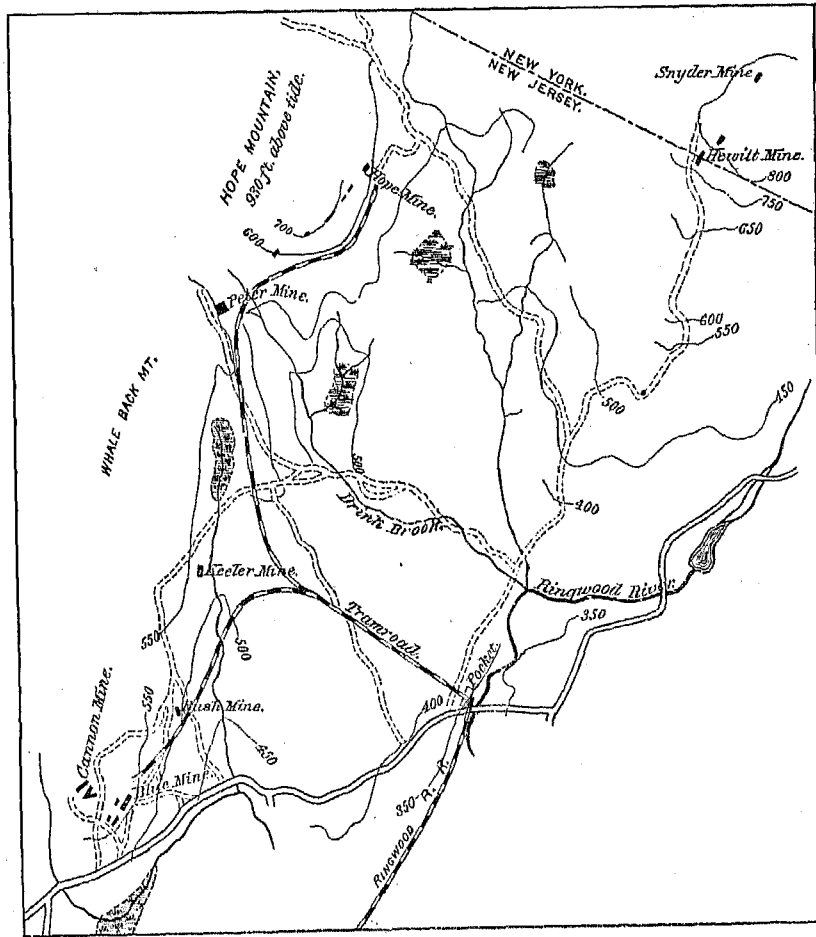 NEW YORK.
NEW JERSEY.
Snyder Mine
Hewitt Mine.
800
750
650
600
550
HOPE MOUNTAIN,
930 ft. above tide.
Hope Mine.
700
600
Peter Mine.
WHALE BACK MT.
500
450
500
400
Brink Brook.
Ringwood River
Keeler Mine.
Tramroad.
350
550
500
Pocket.
Cannon Mine.
550
Bush Mine.
450
400
Blue Mine
350
RINGWOOD R. R.